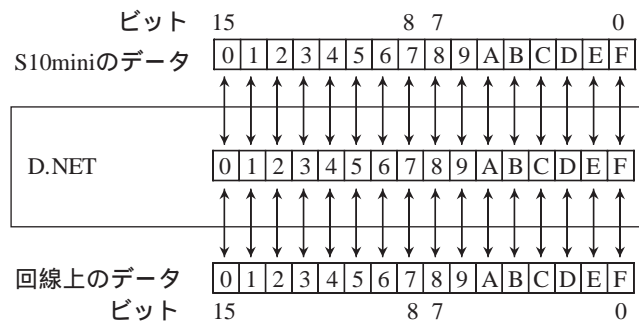 ビット 15 8 7 0
S10miniのデータ 0 1 2 3 4 5 6 7 8 9 A B C D E F
D.NET 0 1 2 3 4 5 6 7 8 9 A B C D E F
回線上のデータ 0 1 2 3 4 5 6 7 8 9 A B C D E F
ビット 15 8 7 0